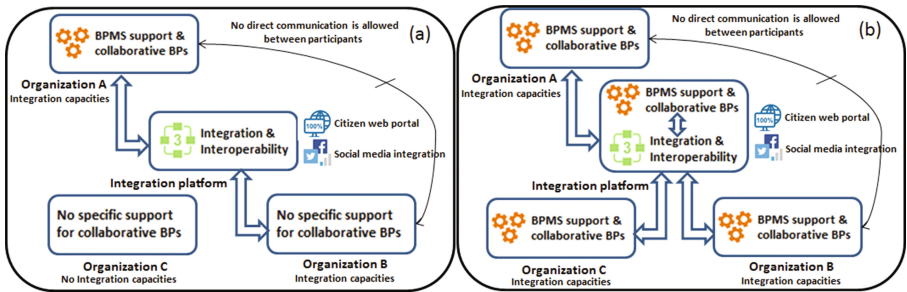 (a)
No direct communication is allowed
between participants
BPMS support &
collaborative BPs
Organization A
Integration capacities
3
Integration &
Interoperability
100%
Citizen web portal
Social media integration
Integration platform
No specific support
for collaborative BPs
Organization C
No Integration capacities
No specific support
for collaborative BPs
Organization B
Integration capacities
(b)
No direct communication is allowed
between participants
BPMS support &
collaborative BPs
Organization A
Integration capacities
BPMS support &
collaborative BPs
3
Integration &
Interoperability
100%
Citizen web portal
Social media integration
Integration platform
BPMS support &
collaborative BPs
Organization C
Integration capacities
BPMS support &
collaborative BPs
Organization B
Integration capacities